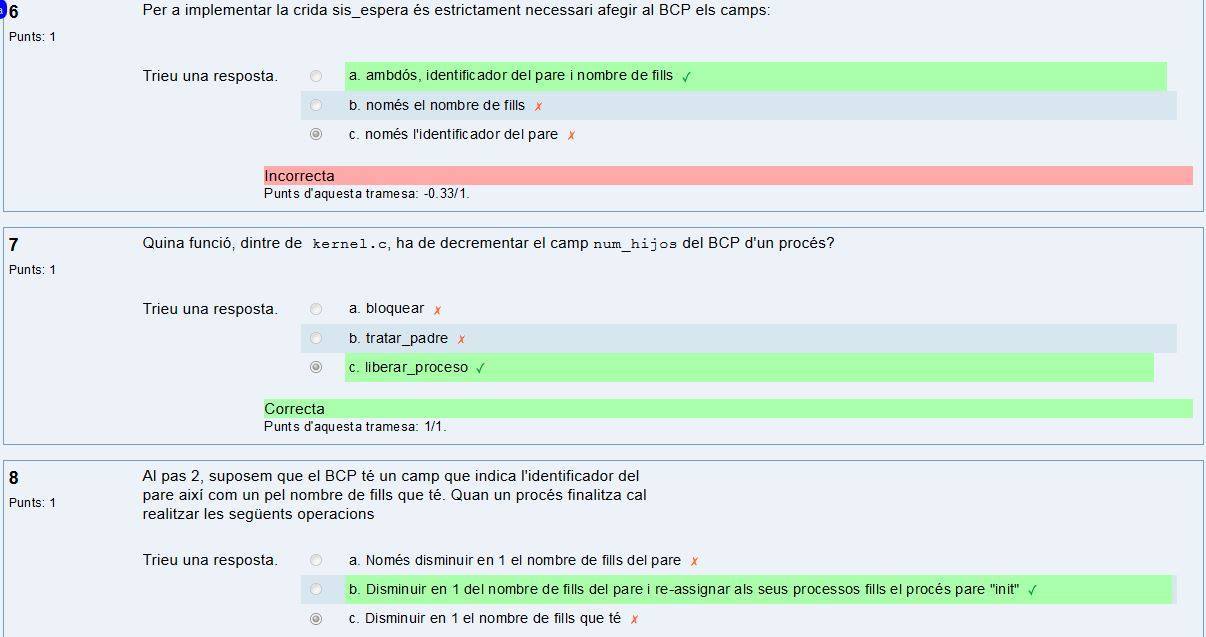 6
Per a implementar la crida sis_espera és estrictament necessari afegir al BCP els camps:
Punts: 1
Trieu una resposta.
a. ambdós, identificador del pare i nombre de fills ✓
b. només el nombre de fills ✗
c. només l'identificador del pare ✗
Incorrecta
Punts d'aquesta tramesa: -0.33/1.
7
Quina funció, dintre de kernel.c, ha de decrementar el camp num_hijos del BCP d'un procés?
Punts: 1
Trieu una resposta.
a. bloquear ✗
b. tratar_padre ✗
c. liberar_proceso ✓
Correcta
Punts d'aquesta tramesa: 1/1.
8
Al pas 2, suposem que el BCP té un camp que indica l'identificador del
pare així com un pel nombre de fills que té. Quan un procés finalitza cal
realitzar les següents operacions
Punts: 1
Trieu una resposta.
a. Només disminuir en 1 el nombre de fills del pare ✗
b. Disminuir en 1 del nombre de fills del pare i re-assignar als seus processos fills el procés pare "init" ✓
c. Disminuir en 1 el nombre de fills que té ✗